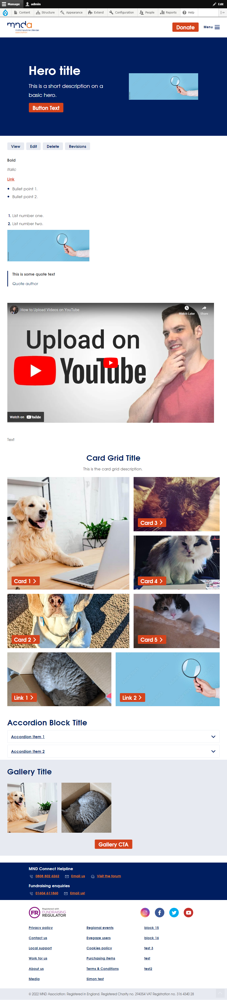 Manage admin Edit
Content Structure Appearance Extend Configuration People Reports Help
mnda
motor neurone disease
association
Donate Menu
Hero title
This is a short description on a
basic hero.
Button Text
View Edit Delete Revisions
Bold
Italic
Link
Bullet point 1.
Bullet point 2.
1. List number one.
2. List number two.
This is some quote text
Quote author
How to Upload Videos on YouTube
Watch Later Share
Upload on
YouTube
Watch on YouTube
Text
Card Grid Title
This is the card grid description.
Card 1
Card 3
Card 4
Card 2
Card 5
Link 1
Link 2
Accordion Block Title
Accordion Item 1
Accordion Item 2
Gallery Title
Gallery CTA
MND Connect Helpline
0808 802 6262 Email us Visit the forum
Fundraising enquiries
01604 611860 Email us!
FR Registered with
FUNDRAISING
REGULATOR
Privacy policy Regional events block 15
Contact us Eyegaze users block 16
Local support Cookies policy test 3
Work for us Purchasing items test
About us Terms & Conditions test2
Media Simon test
© 2022 MND Association: Registered in England. Registered Charity no. 294354 VAT Registration no. 316 4340 28